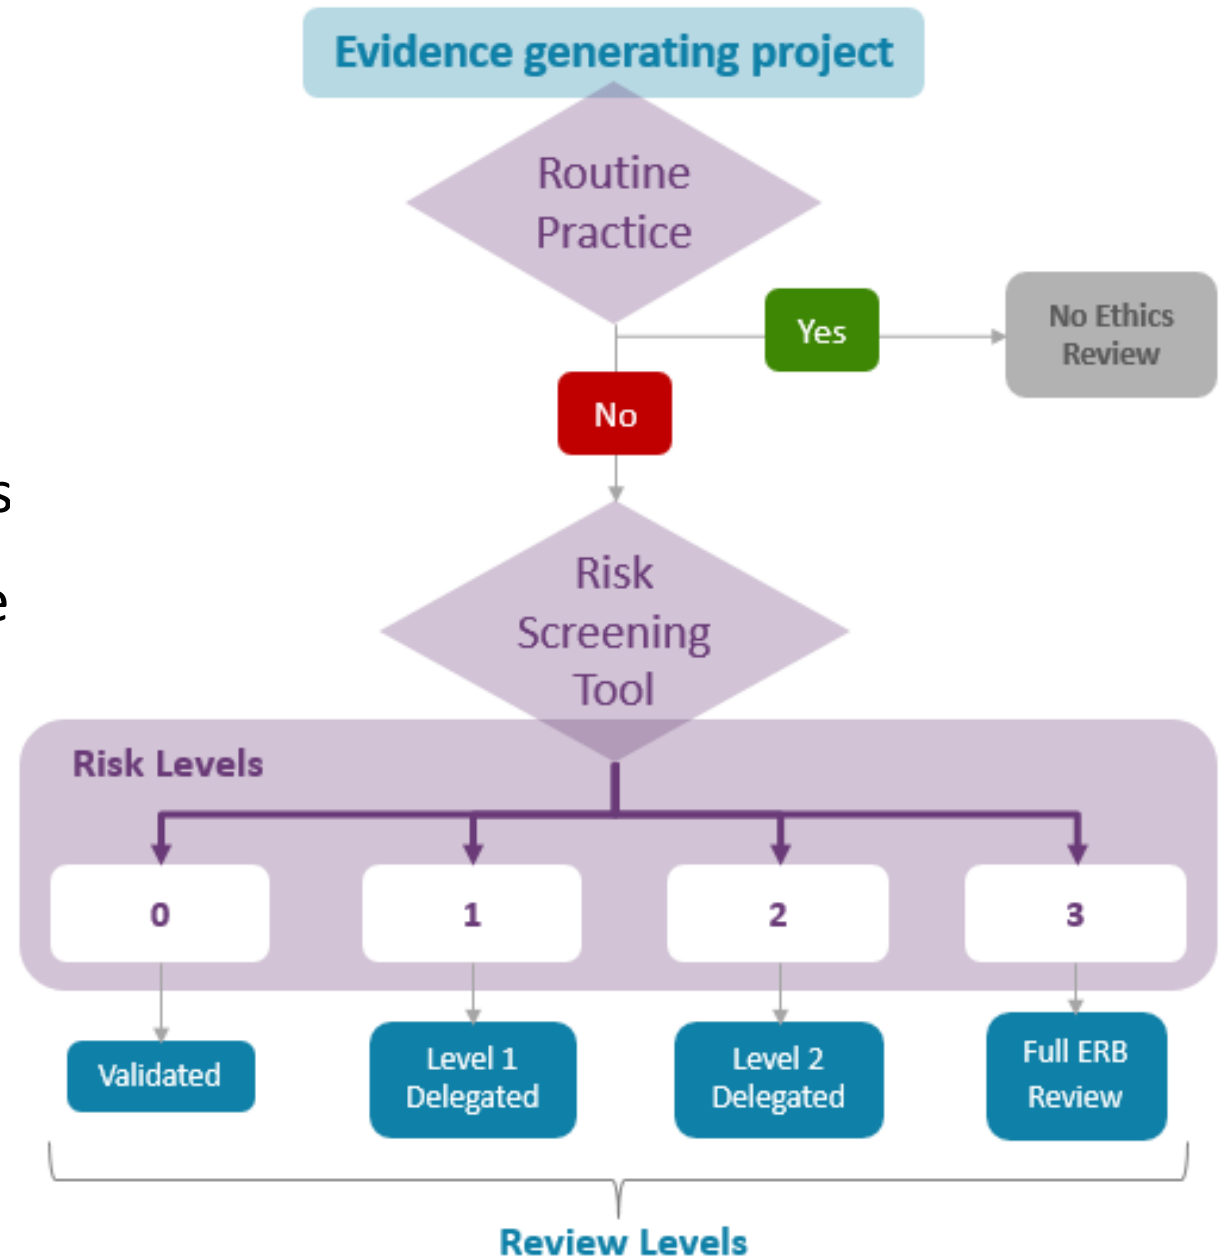 Evidence generating project
Routine
Practice
Yes
No Ethics
Review
No
s
Risk
e
Screening
Tool
Risk Levels
0
1
2
3
Validated
Level 1
Delegated
Level 2
Delegated
Full ERB
Review
Review Levels